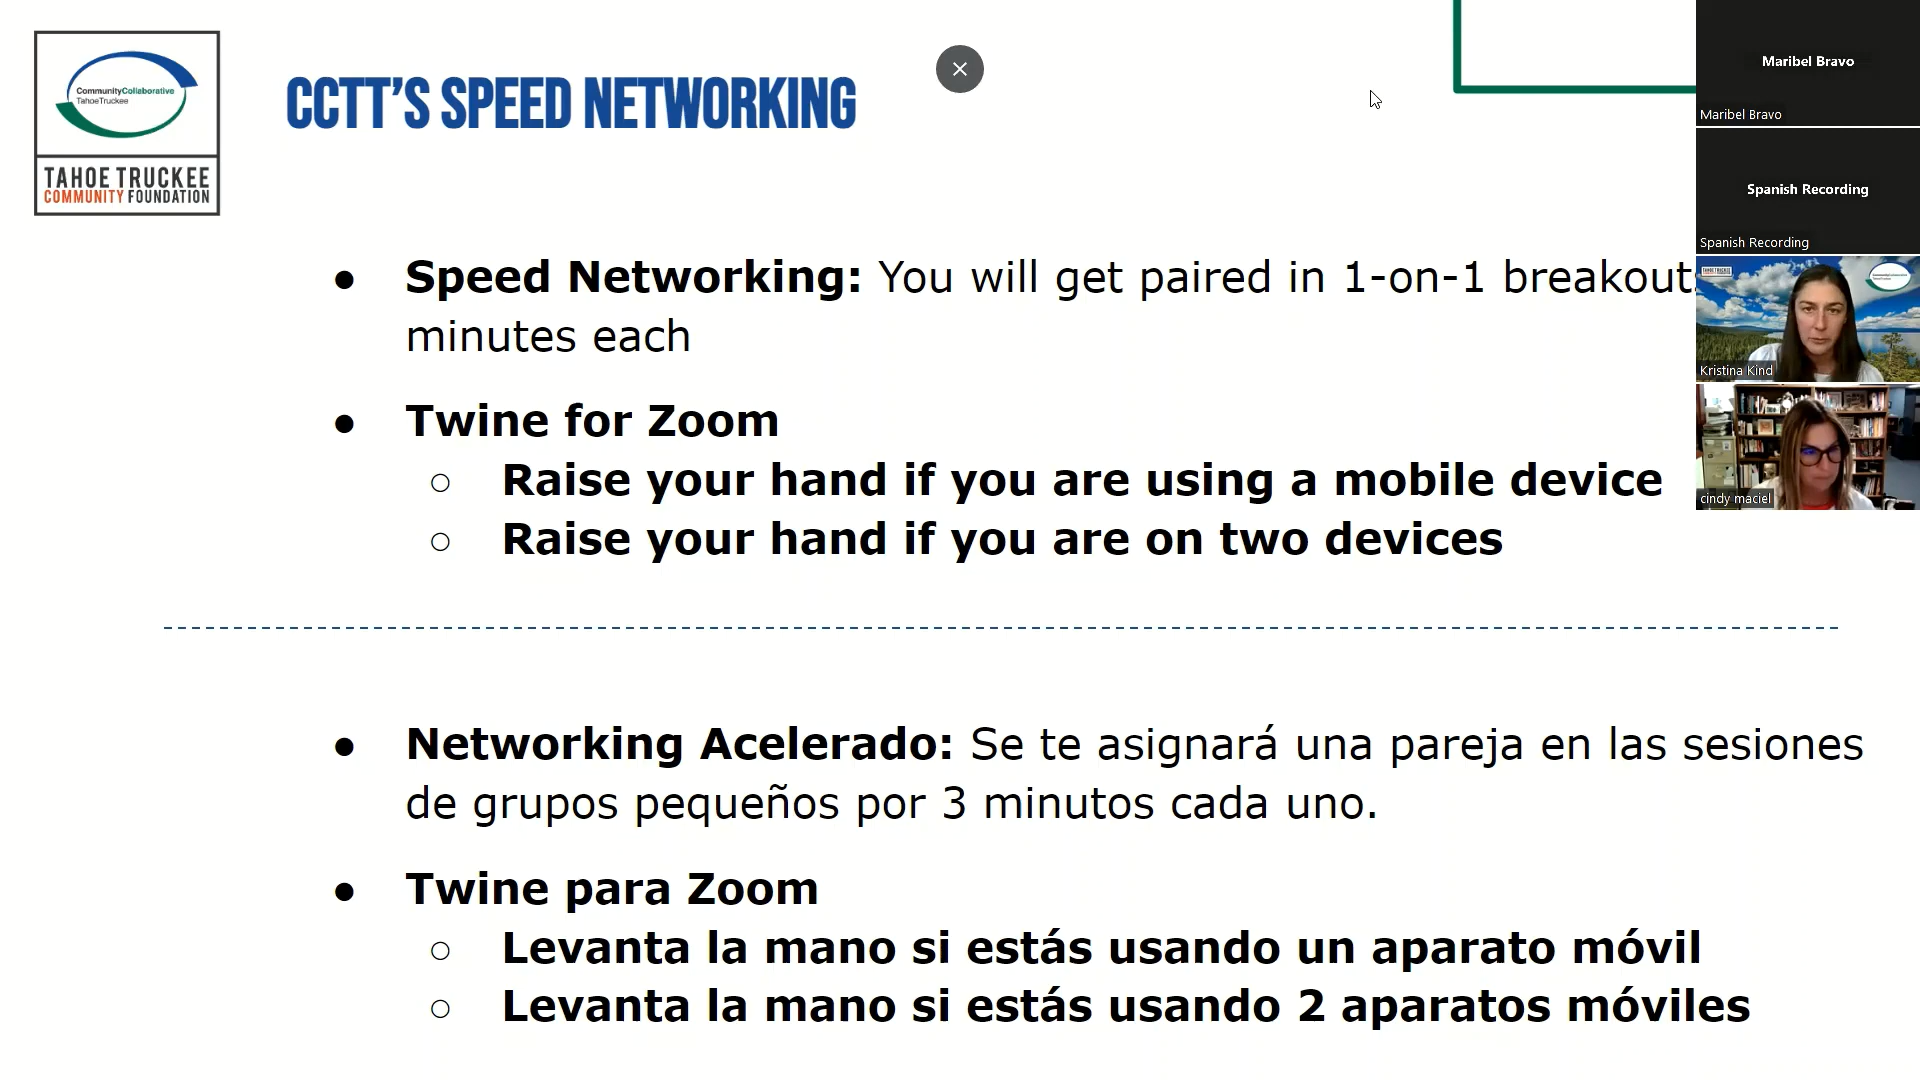 CommunityCollaborative
TahoeTruckee
TAHOE TRUCKEE
COMMUNITY FOUNDATION
CCTT'S SPEED NETWORKING
● Speed Networking: You will get paired in 1-on-1 breakout
minutes each
● Twine for Zoom
○ Raise your hand if you are using a mobile device
○ Raise your hand if you are on two devices
● Networking Acelerado: Se te asignará una pareja en las sesiones
de grupos pequeños por 3 minutos cada uno.
● Twine para Zoom
○ Levanta la mano si estás usando un aparato móvil
○ Levanta la mano si estás usando 2 aparatos móviles
Maribel Bravo
Maribel Bravo
Spanish Recording
Spanish Recording
Kristina Kind
cindy maciel